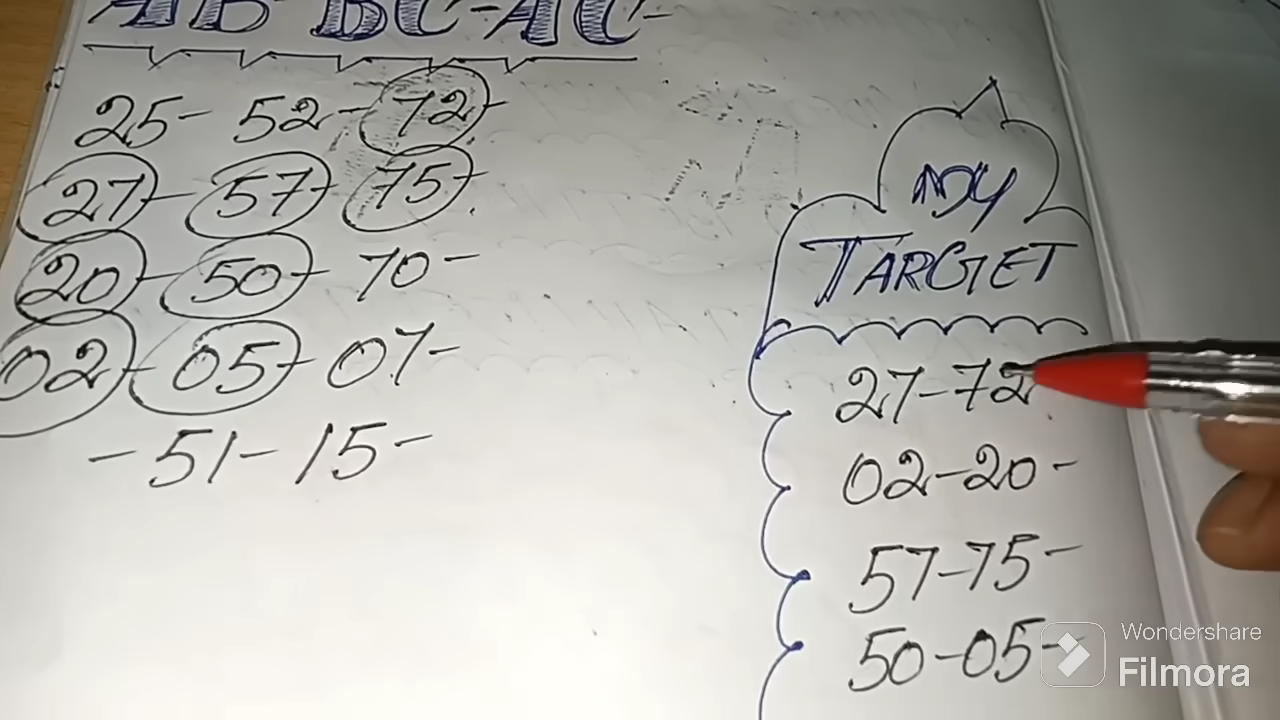 AB BC-AC-
25- 52- 72-
27- 57- 75-
20- 50- 70-
02- 05- 07-
-51-15-
MY
TARGET
27-72
02-20-
57-75-
50-05-
Wondershare
Filmora